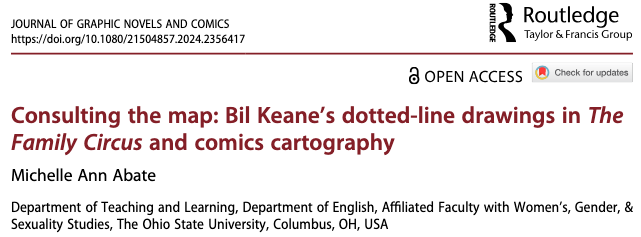 JOURNAL OF GRAPHIC NOVELS AND COMICS
https://doi.org/10.1080/21504857.2024.2356417
ROUTLEDGE
Routledge
Taylor & Francis Group
OPEN ACCESS
Check for updates
Consulting the map: Bil Keane’s dotted-line drawings in The
Family Circus and comics cartography
Michelle Ann Abate
Department of Teaching and Learning, Department of English, Affiliated Faculty with Women’s, Gender, &
Sexuality Studies, The Ohio State University, Columbus, OH, USA